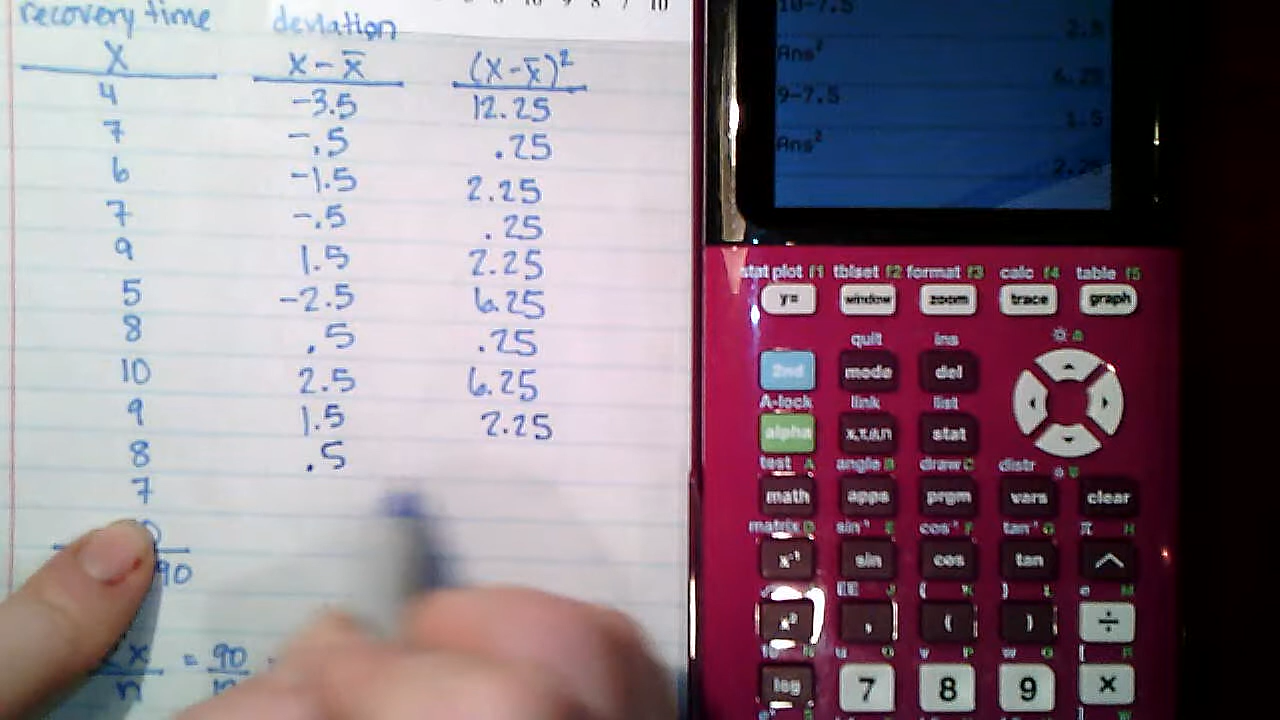 recovery time deviation
X X - x̄ (X-x̄)²
4 -3.5 12.25
7 -.5 .25
6 -1.5 2.25
7 -.5 .25
9 1.5 2.25
5 -2.5 6.25
8 .5 .25
10 2.5 6.25
9 1.5 2.25
8 .5
7
90
= 90
n
10-7.5
2.5
Ans²
6.25
9-7.5
1.5
Ans²
2.25
stat plot f1 tblset f2 format f3 calc f4 table f5
y= window zoom trace graph
quit ins
2nd mode del
A-lock link list
alpha X,T,θ,n stat
test A angle B draw C distr
math apps prgm vars clear
matrix D sin⁻¹ E cos⁻¹ F tan⁻¹ G π H
x⁻¹ sin cos tan ^
EE J { K } L e M
x² , ( ) ÷
u O v P w Q [ R
log 7 8 9 ×